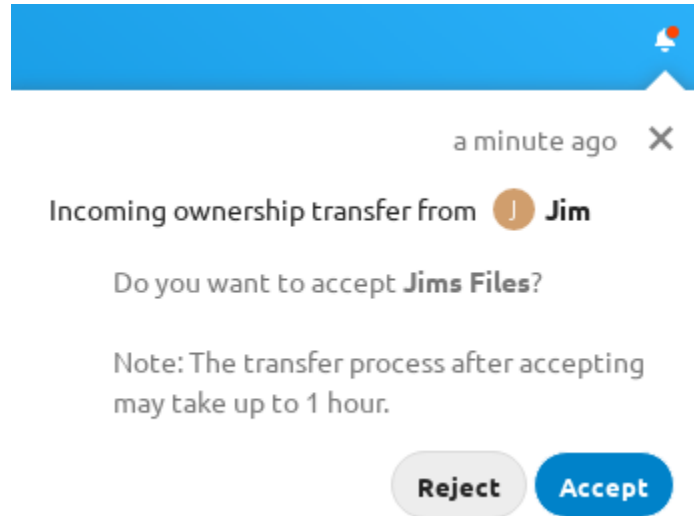 a minute ago
Incoming ownership transfer from J Jim
Do you want to accept Jims Files?
Note: The transfer process after accepting
may take up to 1 hour.
Reject Accept